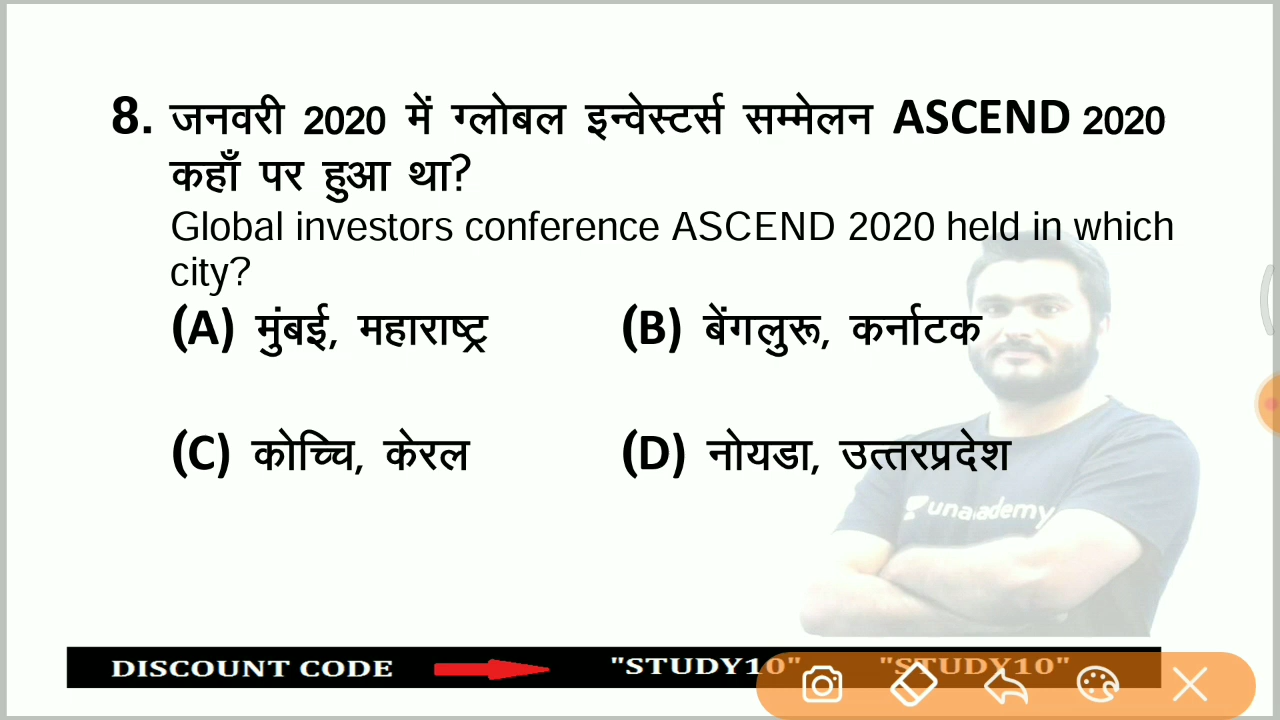 8. जनवरी 2020 में ग्लोबल इन्वेस्टर्स सम्मेलन ASCEND 2020
कहाँ पर हुआ था?
Global investors conference ASCEND 2020 held in which
city?
(A) मुंबई, महाराष्ट्र (B) बेंगलुरू, कर्नाटक
(C) कोच्चि, केरल (D) नोयडा, उत्तरप्रदेश
unacademy
DISCOUNT CODE "STUDY10" "STUDY10"